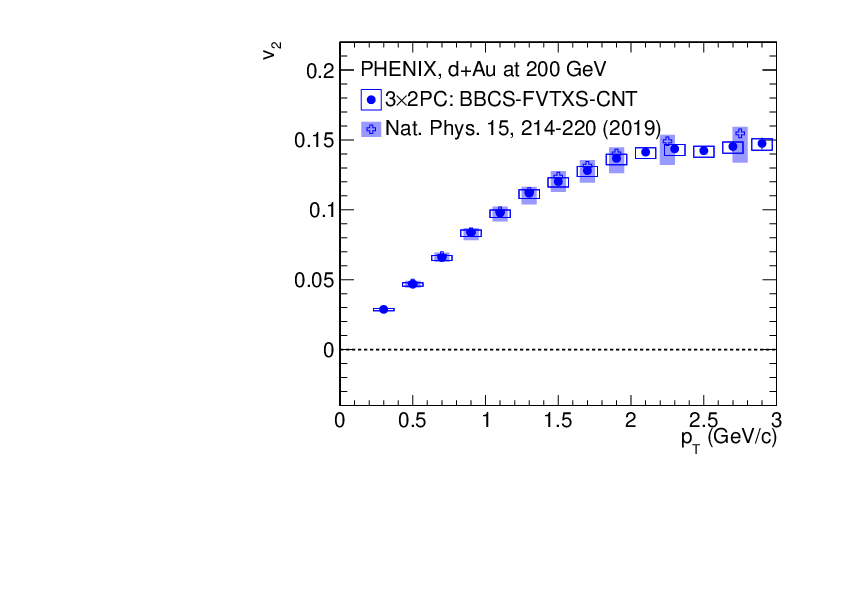 v2
0.2
0.15
0.1
0.05
0
PHENIX, d+Au at 200 GeV
3×2PC: BBCS-FVTXS-CNT
Nat. Phys. 15, 214-220 (2019)
0 0.5 1 1.5 2 2.5 3
pT (GeV/c)